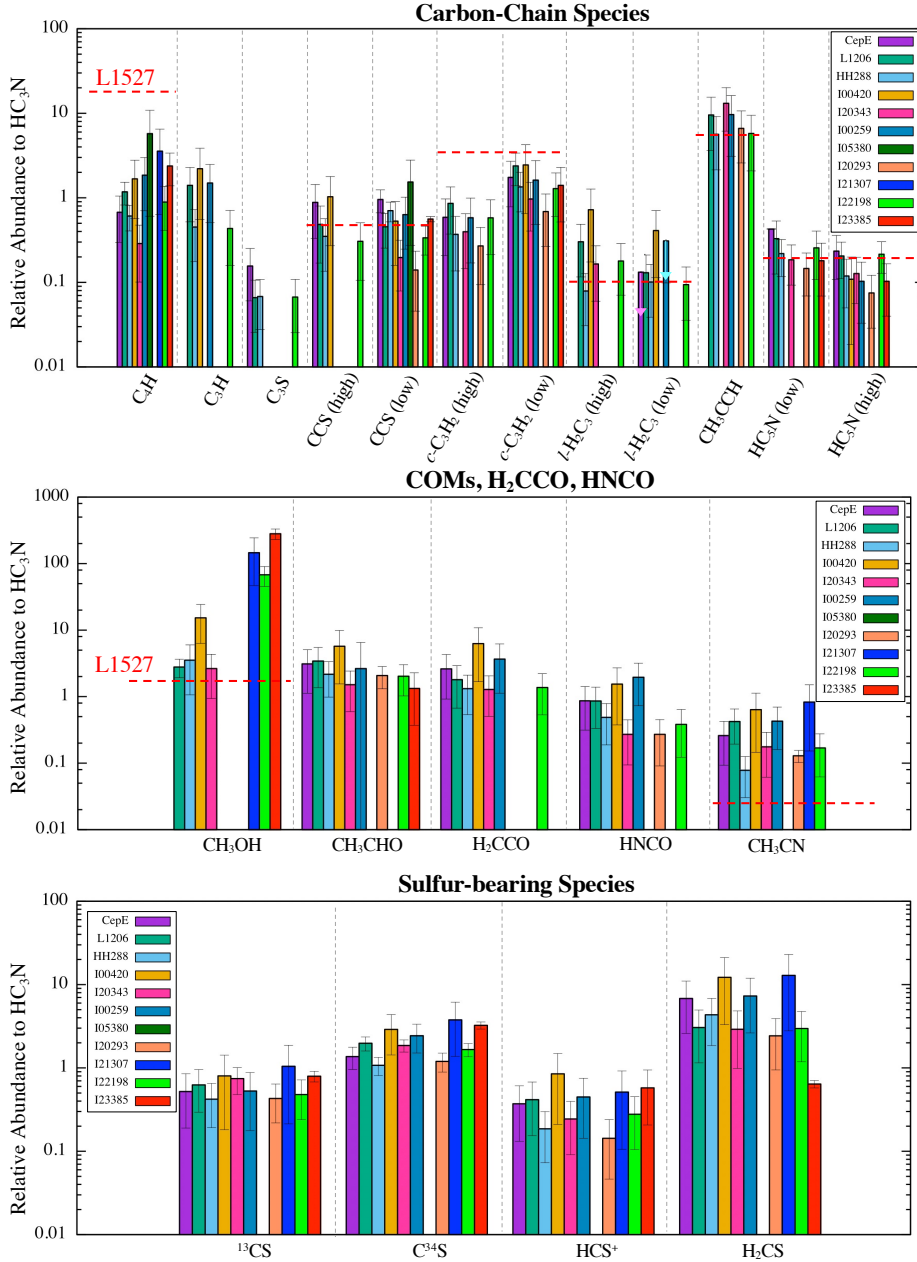 Carbon-Chain Species
Relative Abundance to HC₃N
100
10
1
0.1
0.01
L1527
CepE
L1206
HH288
I00420
I20343
I00259
I05380
I20293
I21307
I22198
I23385
C₄H
C₃H
C₃S
CCS (high)
CCS (low)
c-C₃H₂ (high)
c-C₃H₂ (low)
l-H₂C₃ (high)
l-H₂C₃ (low)
CH₃CCH
HC₅N (low)
HC₅N (high)
COMs, H₂CCO, HNCO
Relative Abundance to HC₃N
1000
100
10
1
0.1
0.01
L1527
CepE
L1206
HH288
I00420
I20343
I00259
I05380
I20293
I21307
I22198
I23385
CH₃OH
CH₃CHO
H₂CCO
HNCO
CH₃CN
Sulfur-bearing Species
Relative Abundance to HC₃N
100
10
1
0.1
0.01
CepE
L1206
HH288
I00420
I20343
I00259
I05380
I20293
I21307
I22198
I23385
¹³CS
C³⁴S
HCS⁺
H₂CS